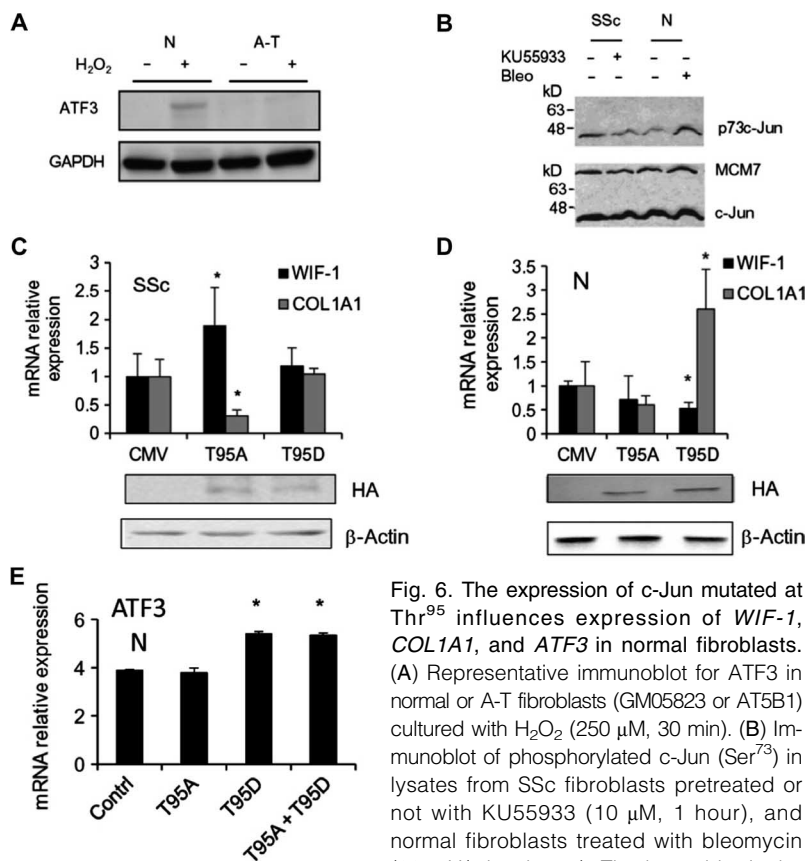 A
N A-T
H₂O₂ – + – +
ATF3
GAPDH
B
SSc N
KU55933 – + – –
Bleo – – – +
kD
63–
48–
p73c-Jun
kD
63–
48–
MCM7
c-Jun
C
mRNA relative expression
3
2.5
2
1.5
1
0.5
0
SSc
WIF-1
COL1A1
*
*
CMV T95A T95D
HA
β-Actin
D
mRNA relative expression
3.5
3
2.5
2
1.5
1
0.5
0
N
WIF-1
COL1A1
*
*
CMV T95A T95D
HA
β-Actin
E
mRNA relative expression
6
4
2
0
ATF3
N
* *
Contrl T95A T95D T95A + T95D
Fig. 6. The expression of c-Jun mutated at
Thr⁹⁵ influences expression of WIF-1,
COL1A1, and ATF3 in normal fibroblasts.
(A) Representative immunoblot for ATF3 in
normal or A-T fibroblasts (GM05823 or AT5B1)
cultured with H₂O₂ (250 μM, 30 min). (B) Im-
munoblot of phosphorylated c-Jun (Ser⁷³) in
lysates from SSc fibroblasts pretreated or
not with KU55933 (10 μM, 1 hour), and
normal fibroblasts treated with bleomycin